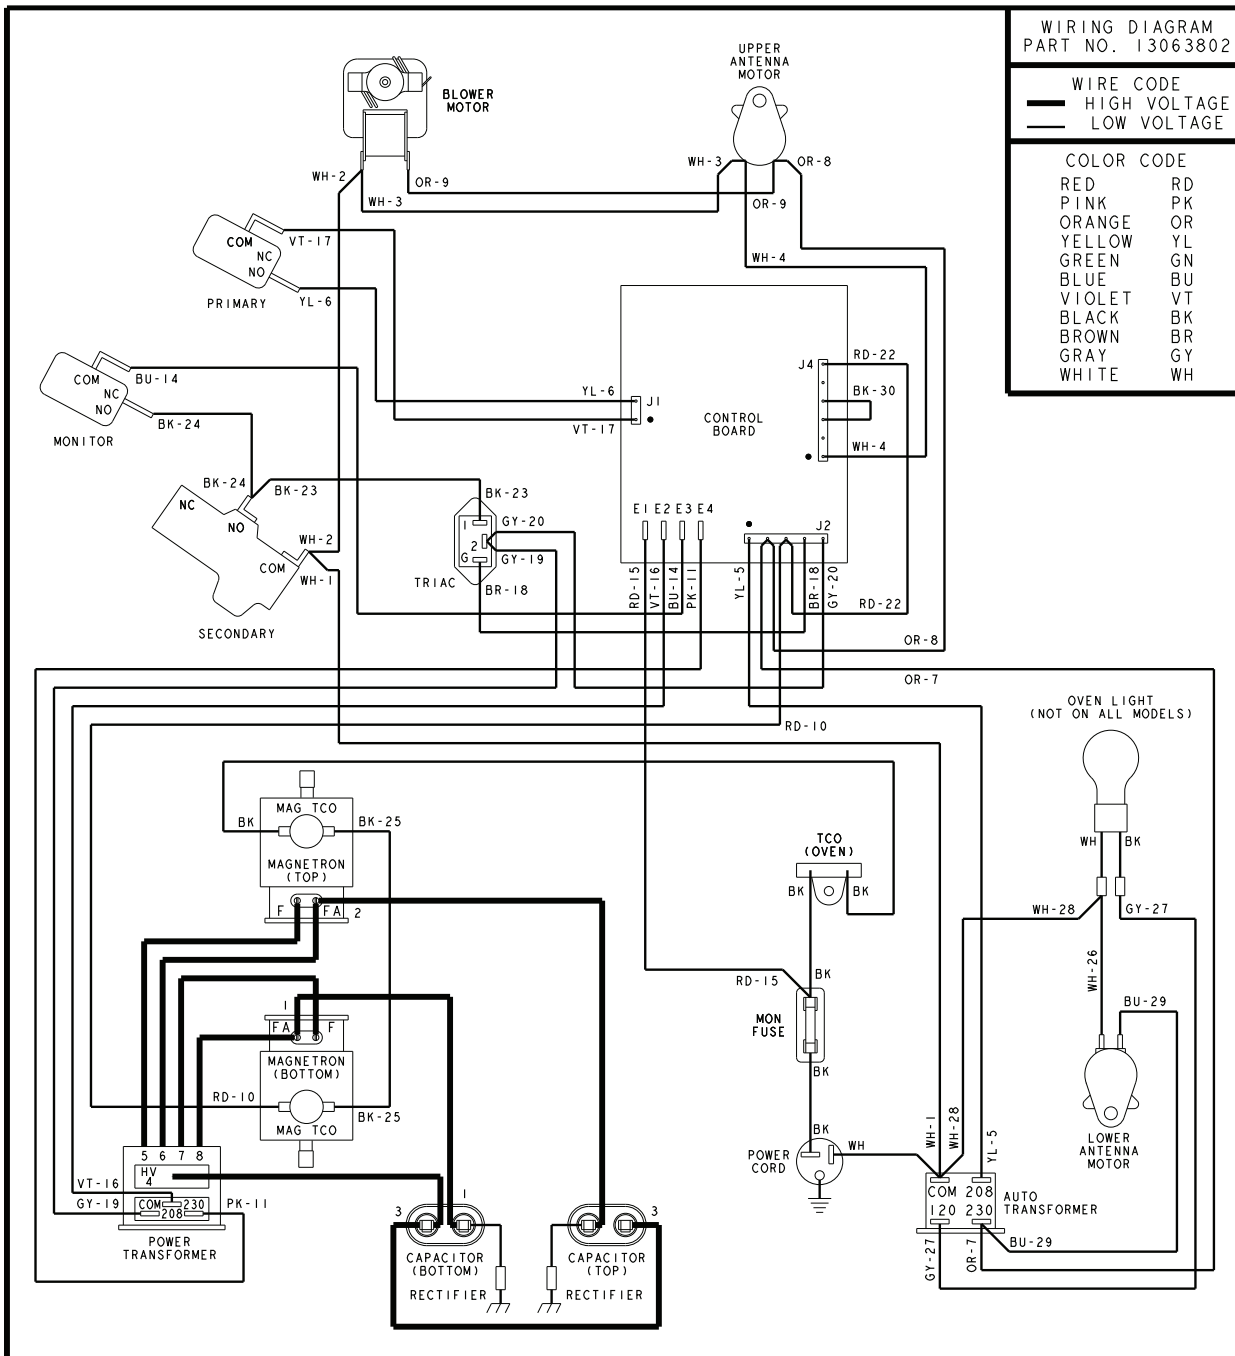 WIRING DIAGRAM
PART NO. 13063802
WIRE CODE
HIGH VOLTAGE
LOW VOLTAGE
COLOR CODE
RED RD
PINK PK
ORANGE OR
YELLOW YL
GREEN GN
BLUE BU
VIOLET VT
BLACK BK
BROWN BR
GRAY GY
WHITE WH
UPPER
ANTENNA
MOTOR
BLOWER
MOTOR
WH-2
OR-9
WH-3
WH-3
OR-8
OR-9
WH-4
COM
NC
NO
VT-17
YL-6
PRIMARY
COM
NC
NO
BU-14
BK-24
MONITOR
YL-6
J1
VT-17
CONTROL
BOARD
J4
RD-22
BK-30
WH-4
BK-24
BK-23
NC
NO
COM
WH-2
WH-1
SECONDARY
BK-23
1
2
G
GY-20
GY-19
BR-18
TRIAC
E1 E2 E3 E4
J2
RD-15
VT-16
BU-14
PK-11
YL-5
BR-18
GY-20
RD-22
OR-8
OR-7
RD-10
OVEN LIGHT
(NOT ON ALL MODELS)
WH
BK
WH-28
GY-27
WH-26
BU-29
LOWER
ANTENNA
MOTOR
MAG TCO
BK
BK-25
MAGNETRON
(TOP)
F
FA
2
TCO
(OVEN)
BK
BK
RD-15
BK
MON
FUSE
BK
BK
1
FA
F
MAGNETRON
(BOTTOM)
RD-10
BK-25
MAG TCO
POWER
CORD
WH
WH-1
WH-28
YL-5
COM 208
120 230
AUTO
TRANSFORMER
GY-27
OR-7
BU-29
5 6 7 8
HV
4
VT-16
GY-19
COM
230
208
PK-11
POWER
TRANSFORMER
3
1
CAPACITOR
(BOTTOM)
RECTIFIER
3
CAPACITOR
(TOP)
RECTIFIER